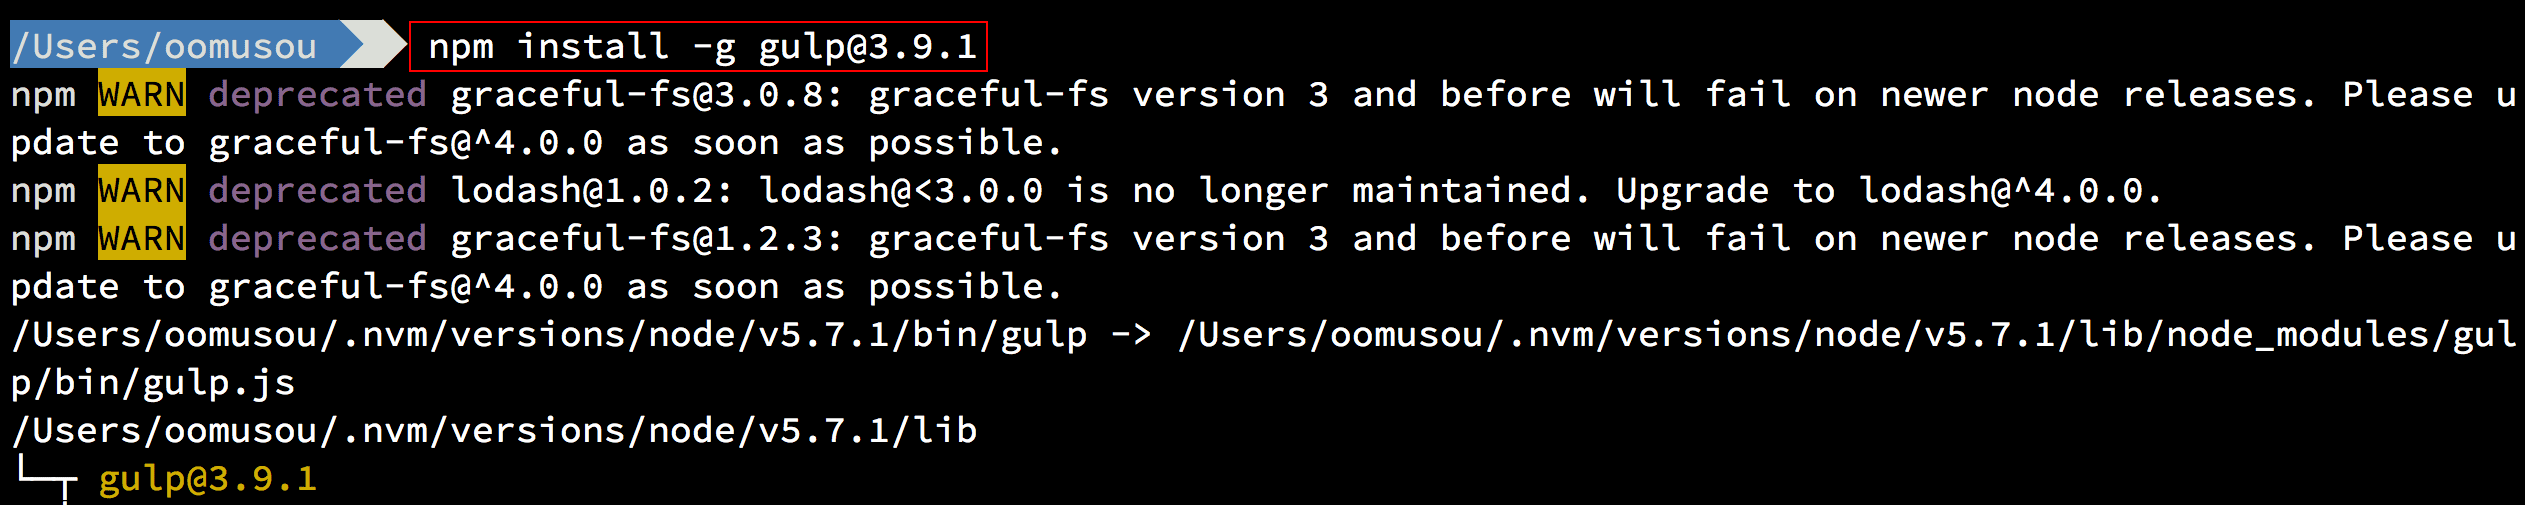 /Users/oomusou npm install -g gulp@3.9.1
npm WARN deprecated graceful-fs@3.0.8: graceful-fs version 3 and before will fail on newer node releases. Please u
pdate to graceful-fs@^4.0.0 as soon as possible.
npm WARN deprecated lodash@1.0.2: lodash@<3.0.0 is no longer maintained. Upgrade to lodash@^4.0.0.
npm WARN deprecated graceful-fs@1.2.3: graceful-fs version 3 and before will fail on newer node releases. Please u
pdate to graceful-fs@^4.0.0 as soon as possible.
/Users/oomusou/.nvm/versions/node/v5.7.1/bin/gulp -> /Users/oomusou/.nvm/versions/node/v5.7.1/lib/node_modules/gul
p/bin/gulp.js
/Users/oomusou/.nvm/versions/node/v5.7.1/lib
└─┬ gulp@3.9.1